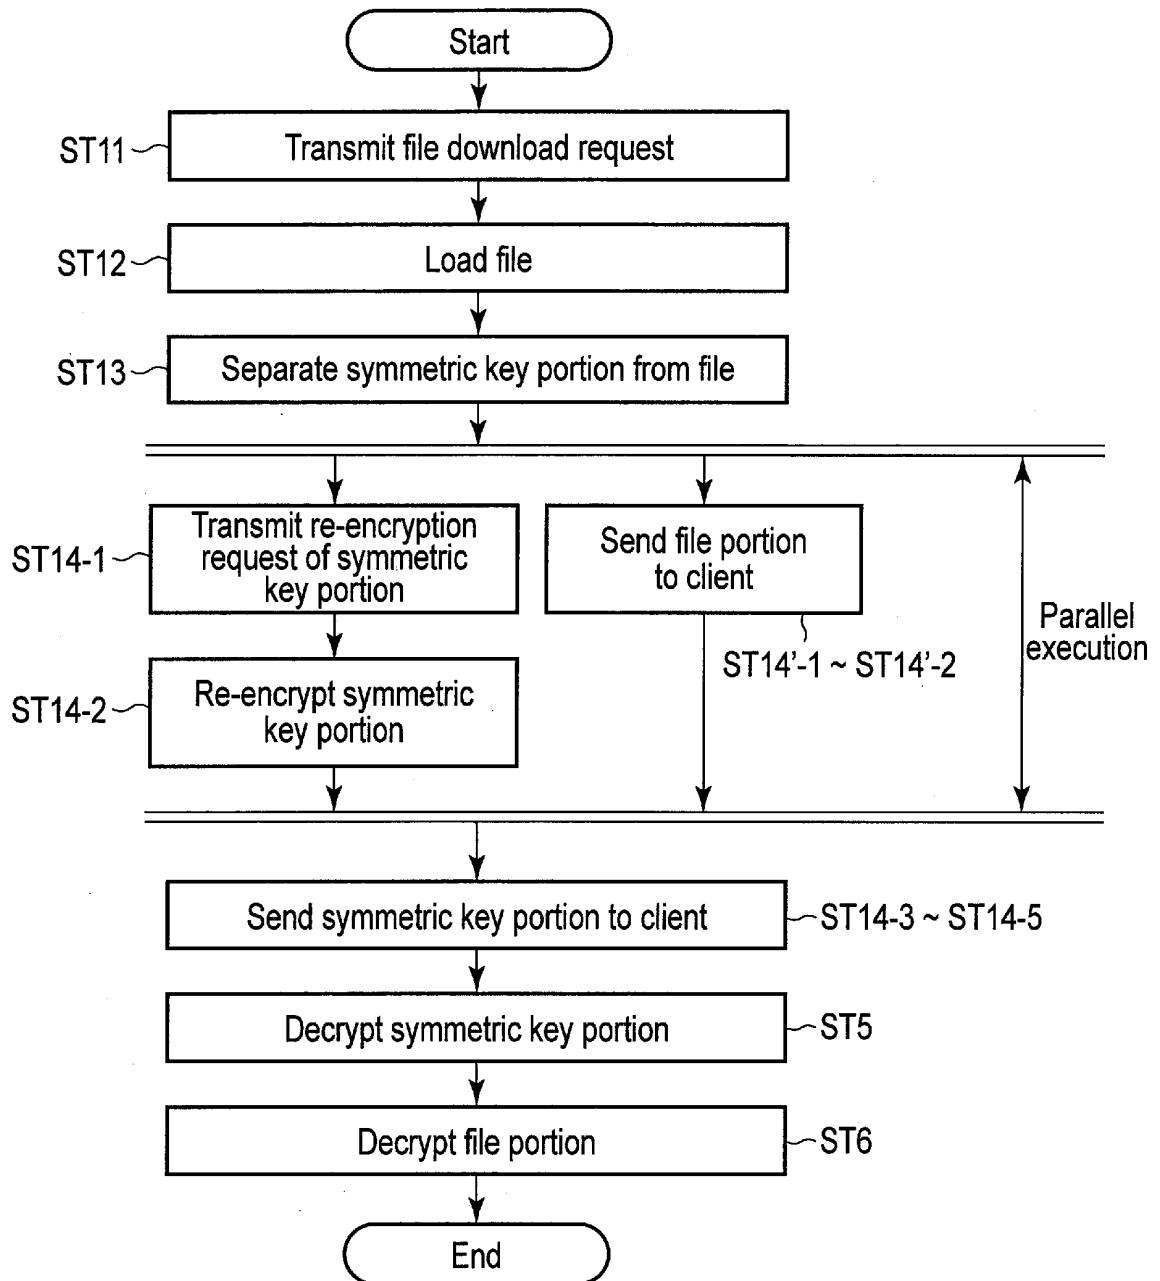 Start
ST11
Transmit file download request
ST12
Load file
ST13
Separate symmetric key portion from file
ST14-1
Transmit re-encryption
request of symmetric
key portion
Send file portion
to client
ST14'-1 ~ ST14'-2
Parallel
execution
ST14-2
Re-encrypt symmetric
key portion
Send symmetric key portion to client
ST14-3 ~ ST14-5
Decrypt symmetric key portion
ST5
Decrypt file portion
ST6
End